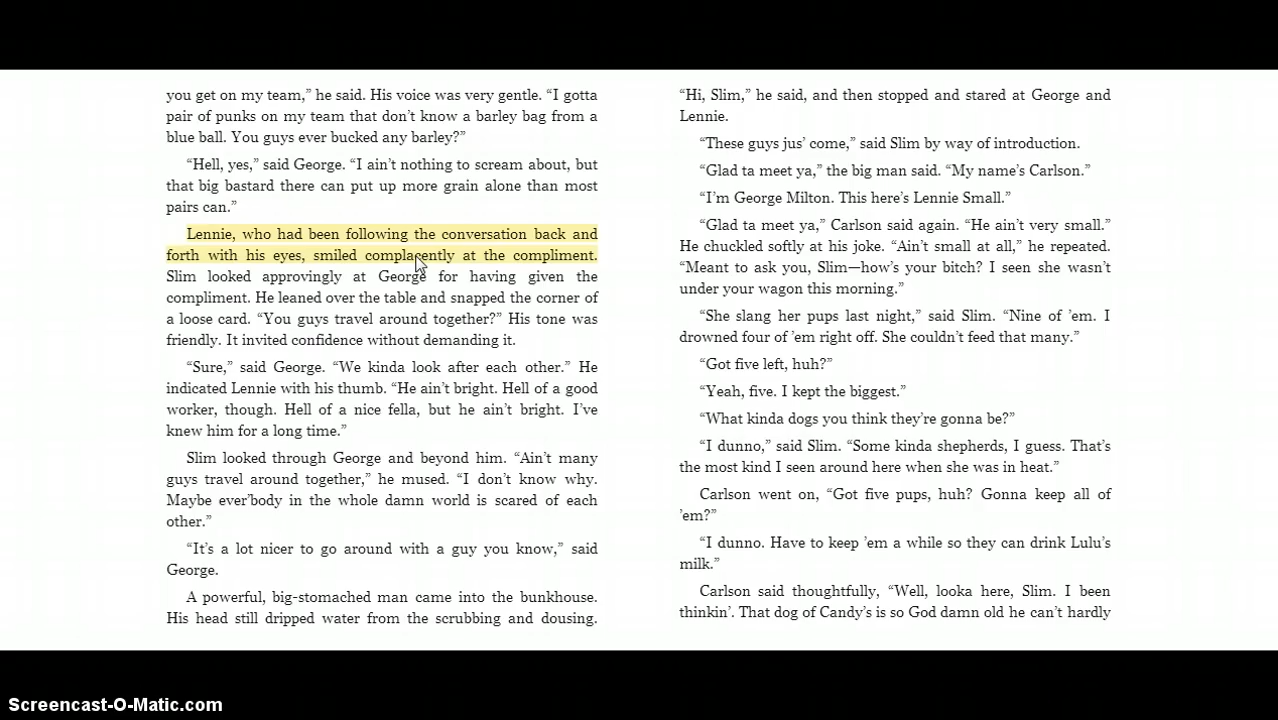 you get on my team,” he said. His voice was very gentle. “I gotta
pair of punks on my team that don’t know a barley bag from a
blue ball. You guys ever bucked any barley?”
“Hell, yes,” said George. “I ain’t nothing to scream about, but
that big bastard there can put up more grain alone than most
pairs can.”
Lennie, who had been following the conversation back and
forth with his eyes, smiled complacently at the compliment.
Slim looked approvingly at George for having given the
compliment. He leaned over the table and snapped the corner of
a loose card. “You guys travel around together?” His tone was
friendly. It invited confidence without demanding it.
“Sure,” said George. “We kinda look after each other.” He
indicated Lennie with his thumb. “He ain’t bright. Hell of a good
worker, though. Hell of a nice fella, but he ain’t bright. I’ve
knew him for a long time.”
Slim looked through George and beyond him. “Ain’t many
guys travel around together,” he mused. “I don’t know why.
Maybe ever’body in the whole damn world is scared of each
other.”
“It’s a lot nicer to go around with a guy you know,” said
George.
A powerful, big-stomached man came into the bunkhouse.
His head still dripped water from the scrubbing and dousing.
“Hi, Slim,” he said, and then stopped and stared at George and
Lennie.
“These guys jus’ come,” said Slim by way of introduction.
“Glad ta meet ya,” the big man said. “My name’s Carlson.”
“I’m George Milton. This here’s Lennie Small.”
“Glad ta meet ya,” Carlson said again. “He ain’t very small.”
He chuckled softly at his joke. “Ain’t small at all,” he repeated.
“Meant to ask you, Slim—how’s your bitch? I seen she wasn’t
under your wagon this morning.”
“She slang her pups last night,” said Slim. “Nine of ’em. I
drowned four of ’em right off. She couldn’t feed that many.”
“Got five left, huh?”
“Yeah, five. I kept the biggest.”
“What kinda dogs you think they’re gonna be?”
“I dunno,” said Slim. “Some kinda shepherds, I guess. That’s
the most kind I seen around here when she was in heat.”
Carlson went on, “Got five pups, huh? Gonna keep all of
’em?”
“I dunno. Have to keep ’em a while so they can drink Lulu’s
milk.”
Carlson said thoughtfully, “Well, looka here, Slim. I been
thinkin’. That dog of Candy’s is so God damn old he can’t hardly
Screencast-O-Matic.com